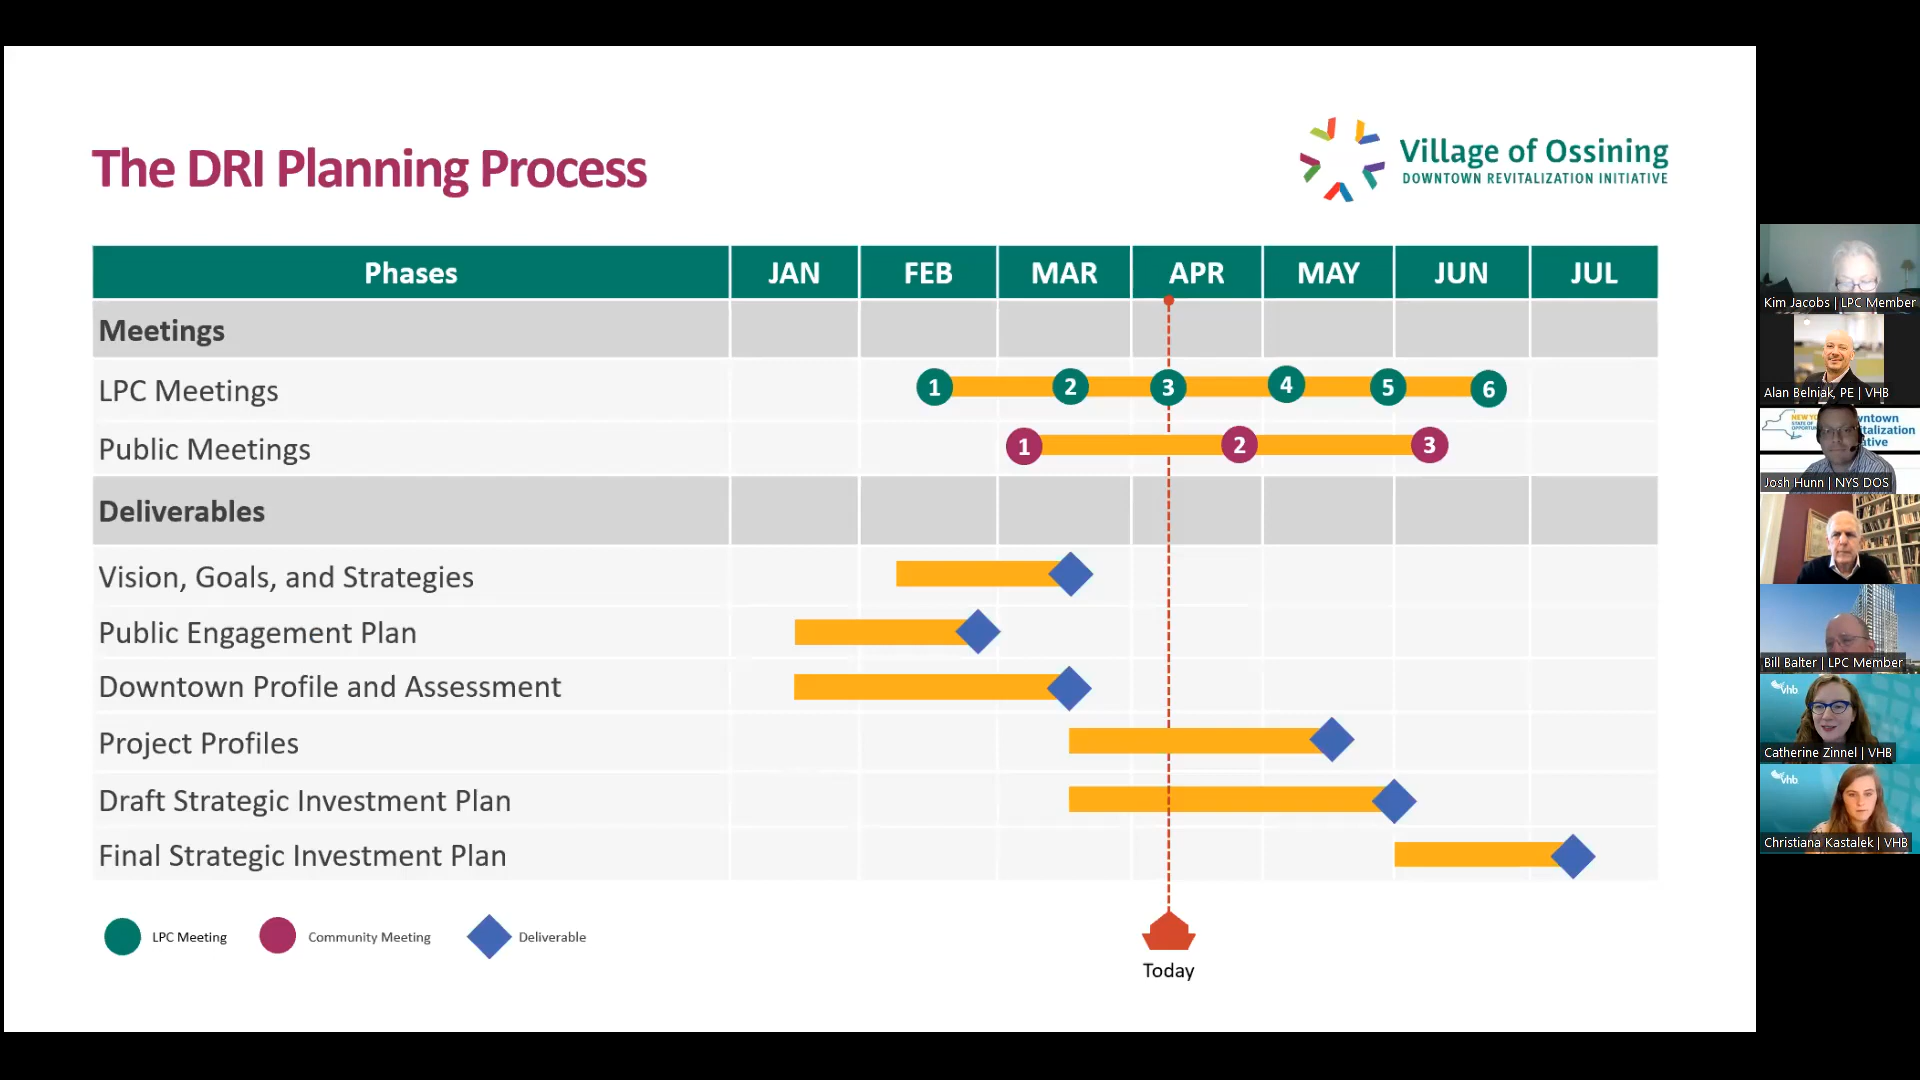 The DRI Planning Process
Village of Ossining
DOWNTOWN REVITALIZATION INITIATIVE
Phases JAN FEB MAR APR MAY JUN JUL
Meetings
LPC Meetings 1 2 3 4 5 6
Public Meetings 1 2 3
Deliverables
Vision, Goals, and Strategies
Public Engagement Plan
Downtown Profile and Assessment
Project Profiles
Draft Strategic Investment Plan
Final Strategic Investment Plan
LPC Meeting Community Meeting Deliverable
Today
Kim Jacobs | LPC Member
Alan Belniak, PE | VHB
Josh Hunn | NYS DOS
Bill Balter | LPC Member
vhb
Catherine Zinnel | VHB
vhb
Christiana Kastalek | VHB